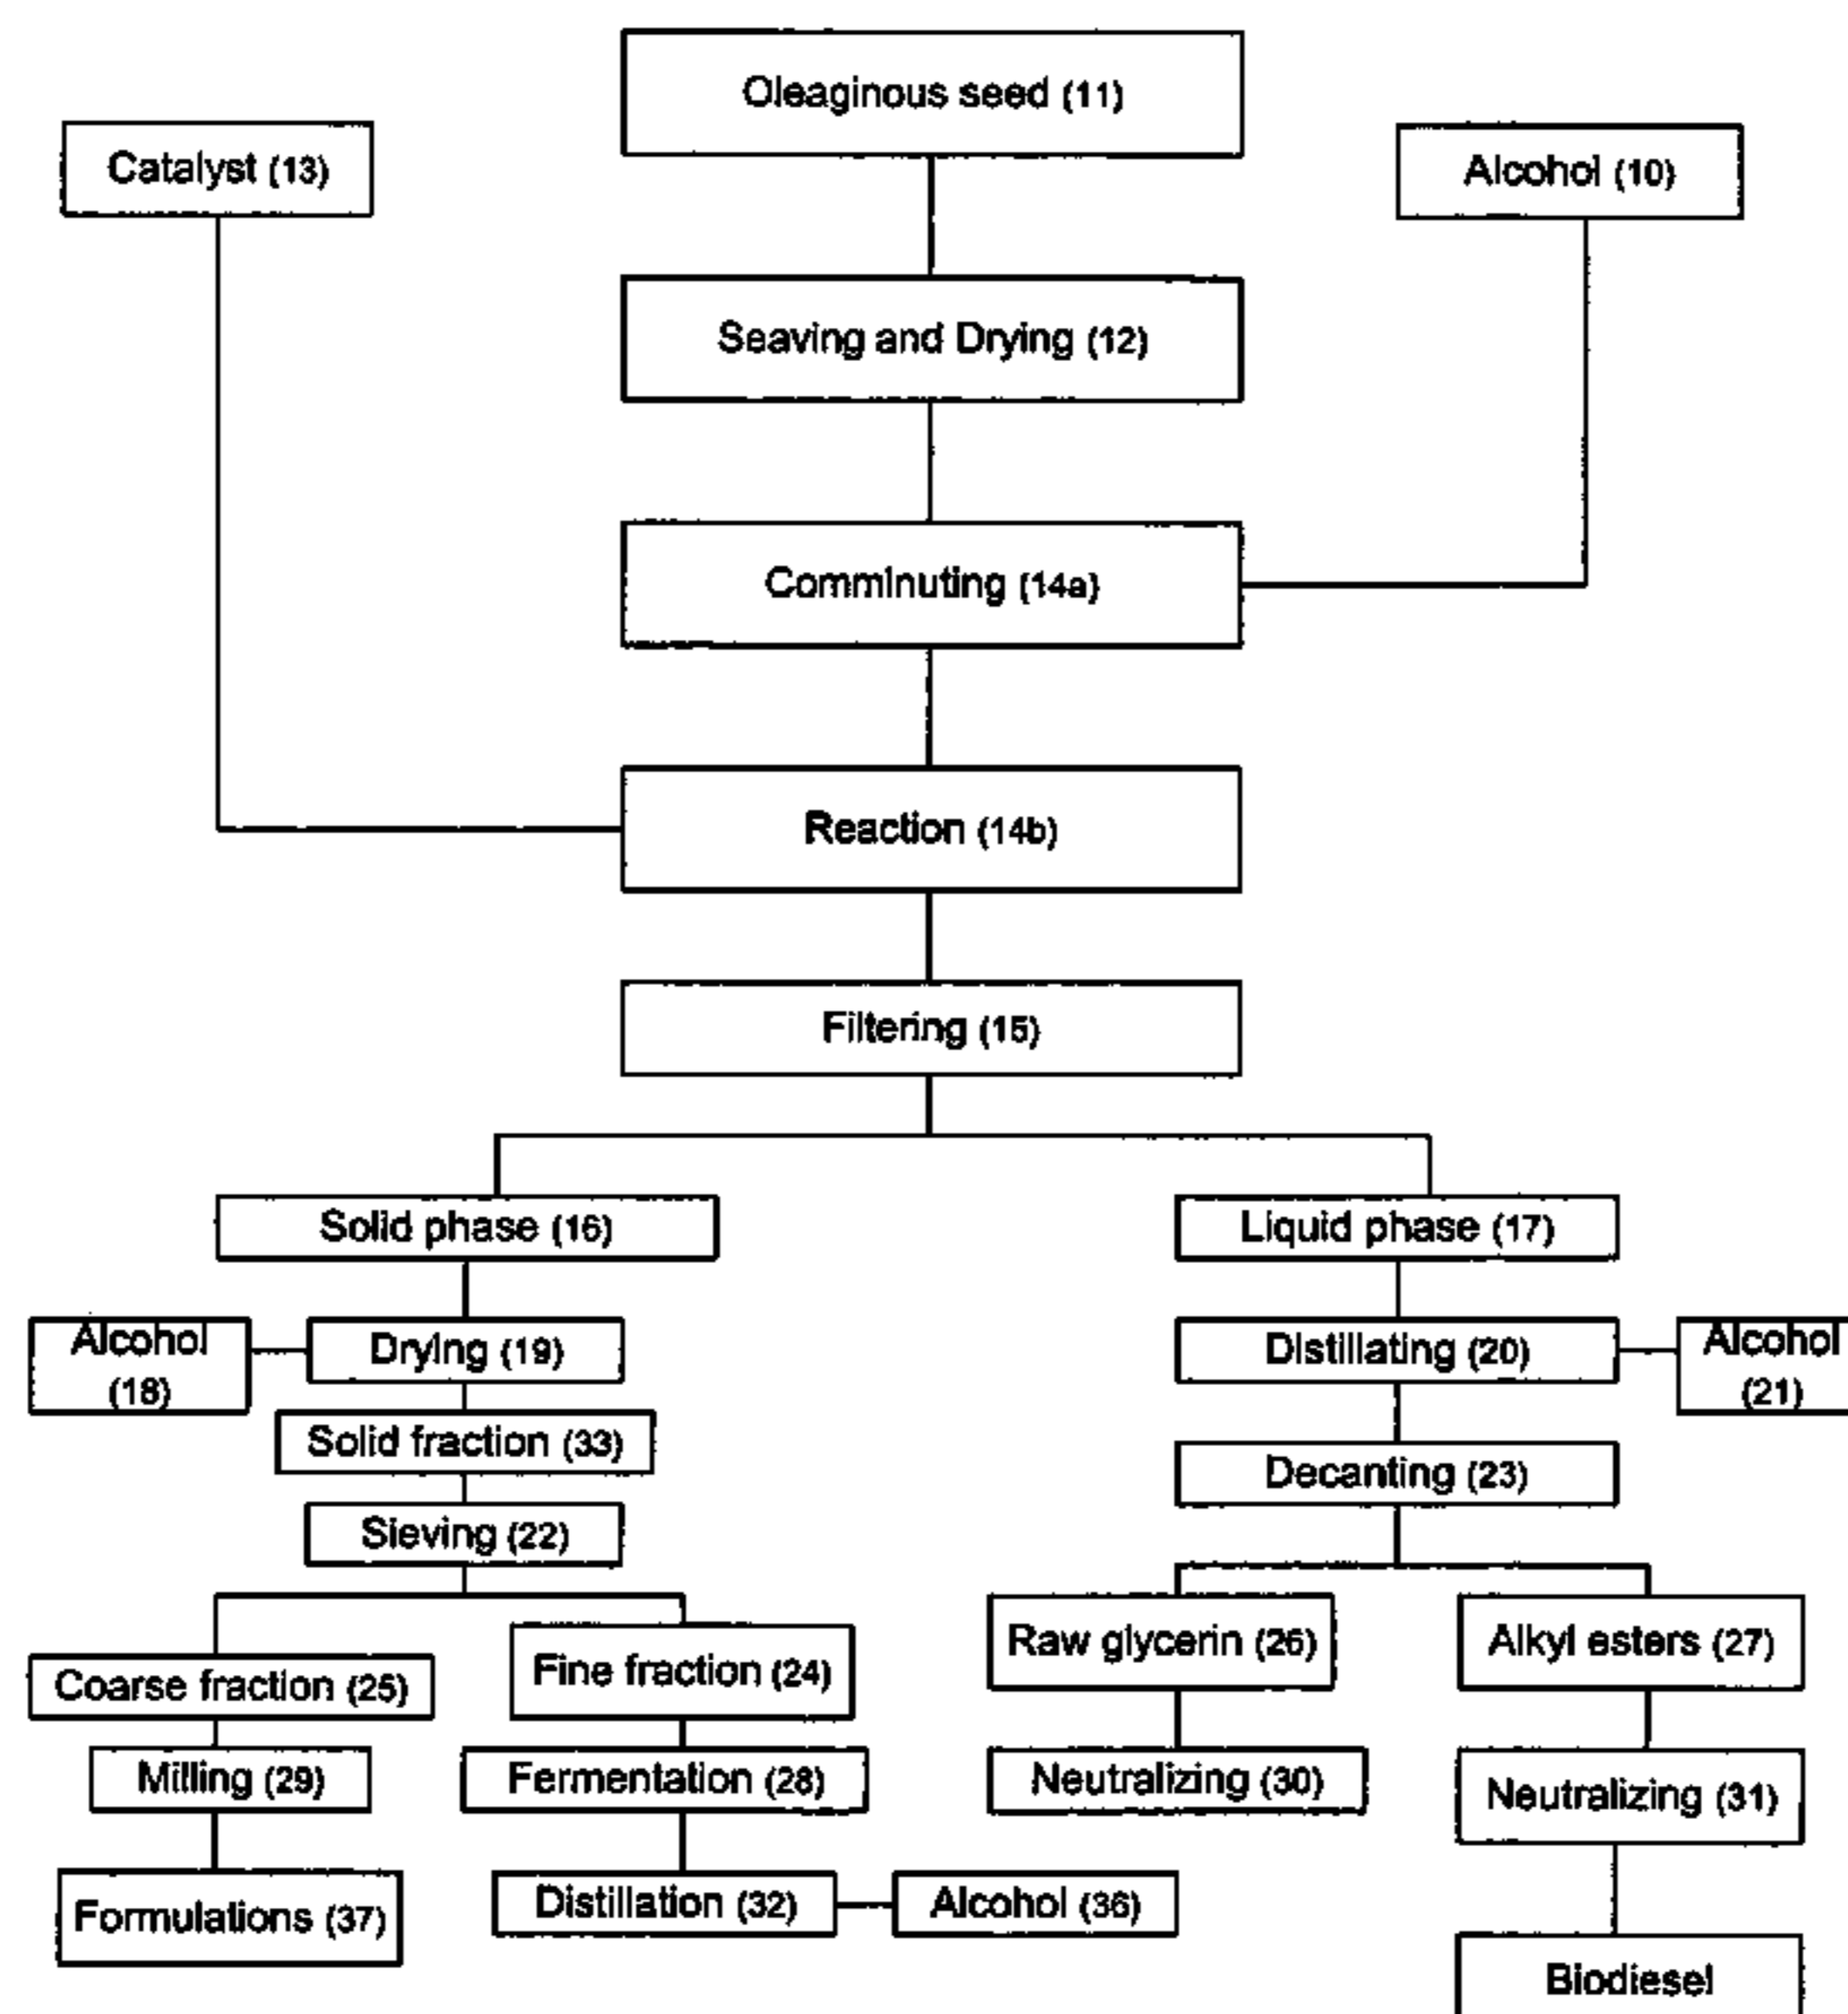 Oleaginous seed (11)
Catalyst (13)
Alcohol (10)
Seaving and Drying (12)
Comminuting (14a)
Reaction (14b)
Filtering (15)
Solid phase (16)
Liquid phase (17)
Alcohol
(18)
Drying (19)
Distillating (20)
Alcohol
(21)
Solid fraction (33)
Decanting (23)
Sieving (22)
Coarse fraction (25)
Fine fraction (24)
Raw glycerin (26)
Alkyl esters (27)
Milling (29)
Fermentation (28)
Neutralizing (30)
Neutralizing (31)
Formulations (37)
Distillation (32)
Alcohol (36)
Biodiesel